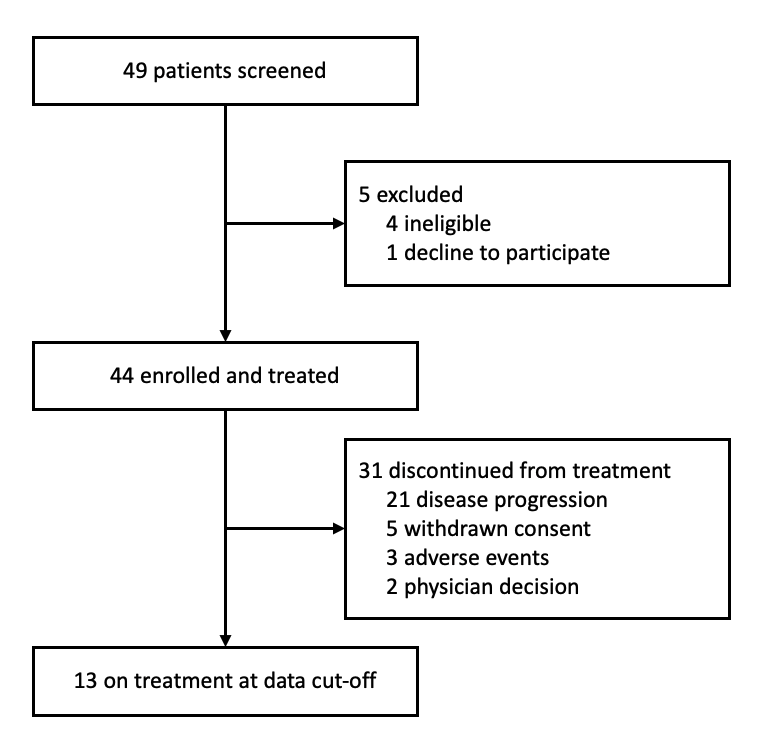 49 patients screened
5 excluded
4 ineligible
1 decline to participate
44 enrolled and treated
31 discontinued from treatment
21 disease progression
5 withdrawn consent
3 adverse events
2 physician decision
13 on treatment at data cut-off